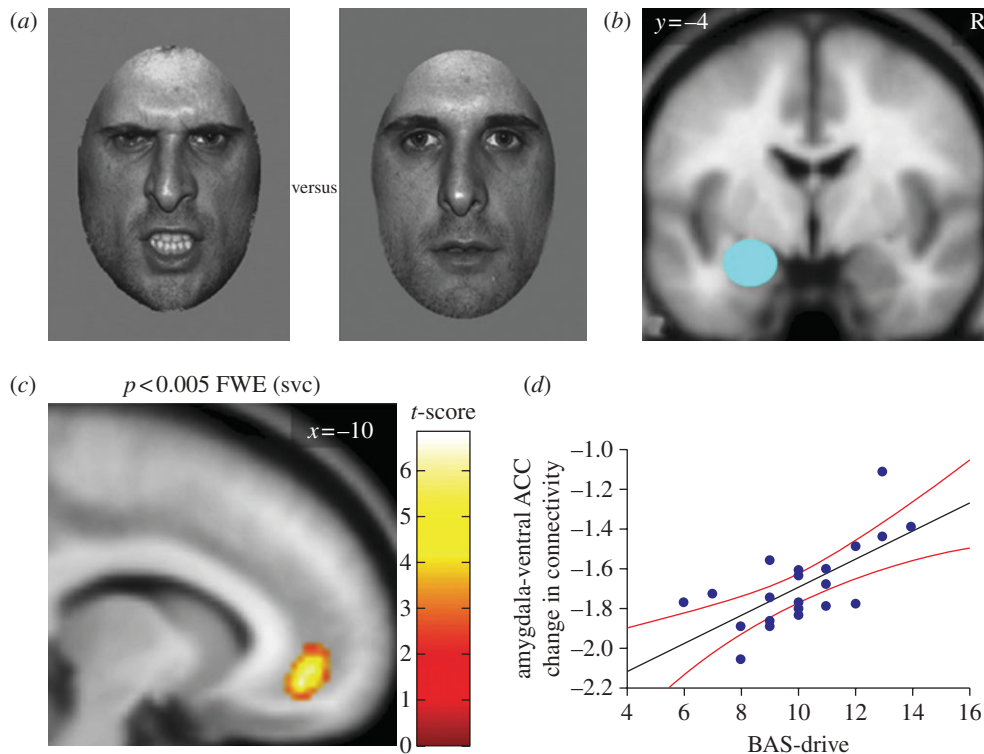 (a)
versus
(b)
y=–4
R
(c)
p<0.005 FWE (svc)
x=–10
t-score
6
5
4
3
2
1
0
(d)
amygdala-ventral ACC
change in connectivity
–1.0
–1.2
–1.4
–1.6
–1.8
–2.0
–2.2
4 6 8 10 12 14 16
BAS-drive